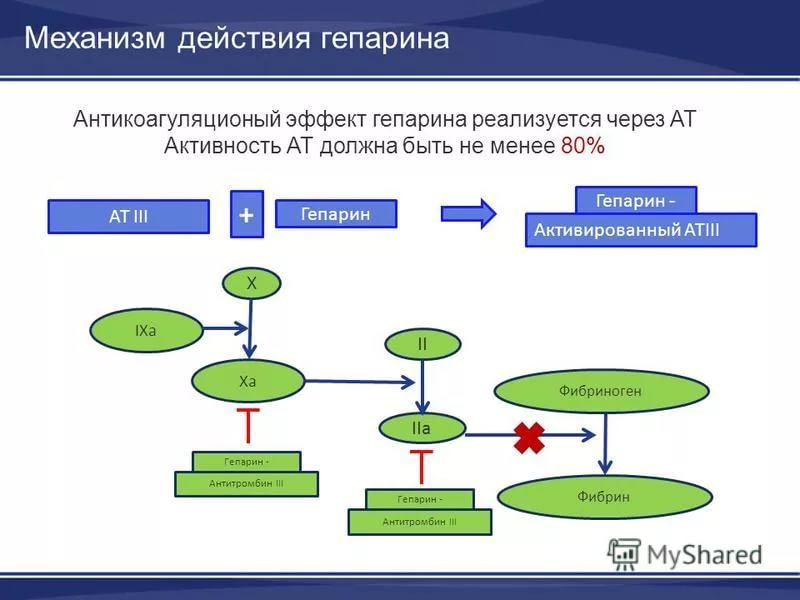 Механизм действия гепарина
Антикоагуляционый эффект гепарина реализуется через АТ
Активность АТ должна быть не менее 80%
АТ III
+
Гепарин
Гепарин -
Активированный АТIII
X
IXa
Xa
II
IIa
Фибриноген
Фибрин
Гепарин -
Антитромбин III
Гепарин -
Антитромбин III
MyShared